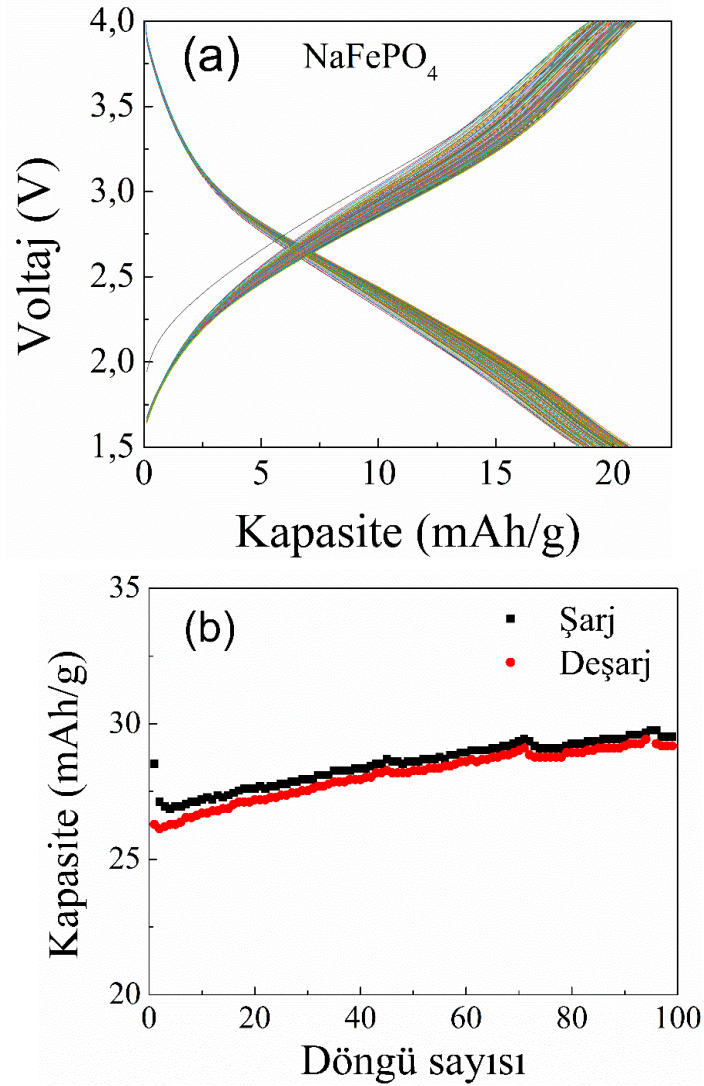 (a)
NaFePO4
4,0
3,5
3,0
2,5
2,0
1,5
Voltaj (V)
0
5
10
15
20
Kapasite (mAh/g)
(b)
Şarj
Deşarj
35
30
25
20
Kapasite (mAh/g)
0
20
40
60
80
100
Döngü sayısı